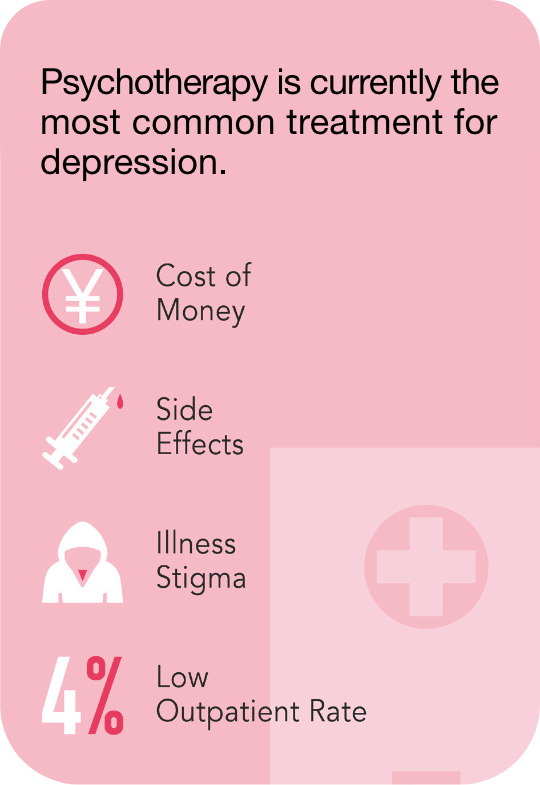 Psychotherapy is currently the
most common treatment for
depression.
¥
Cost of
Money
Side
Effects
Illness
Stigma
4%
Low
Outpatient Rate